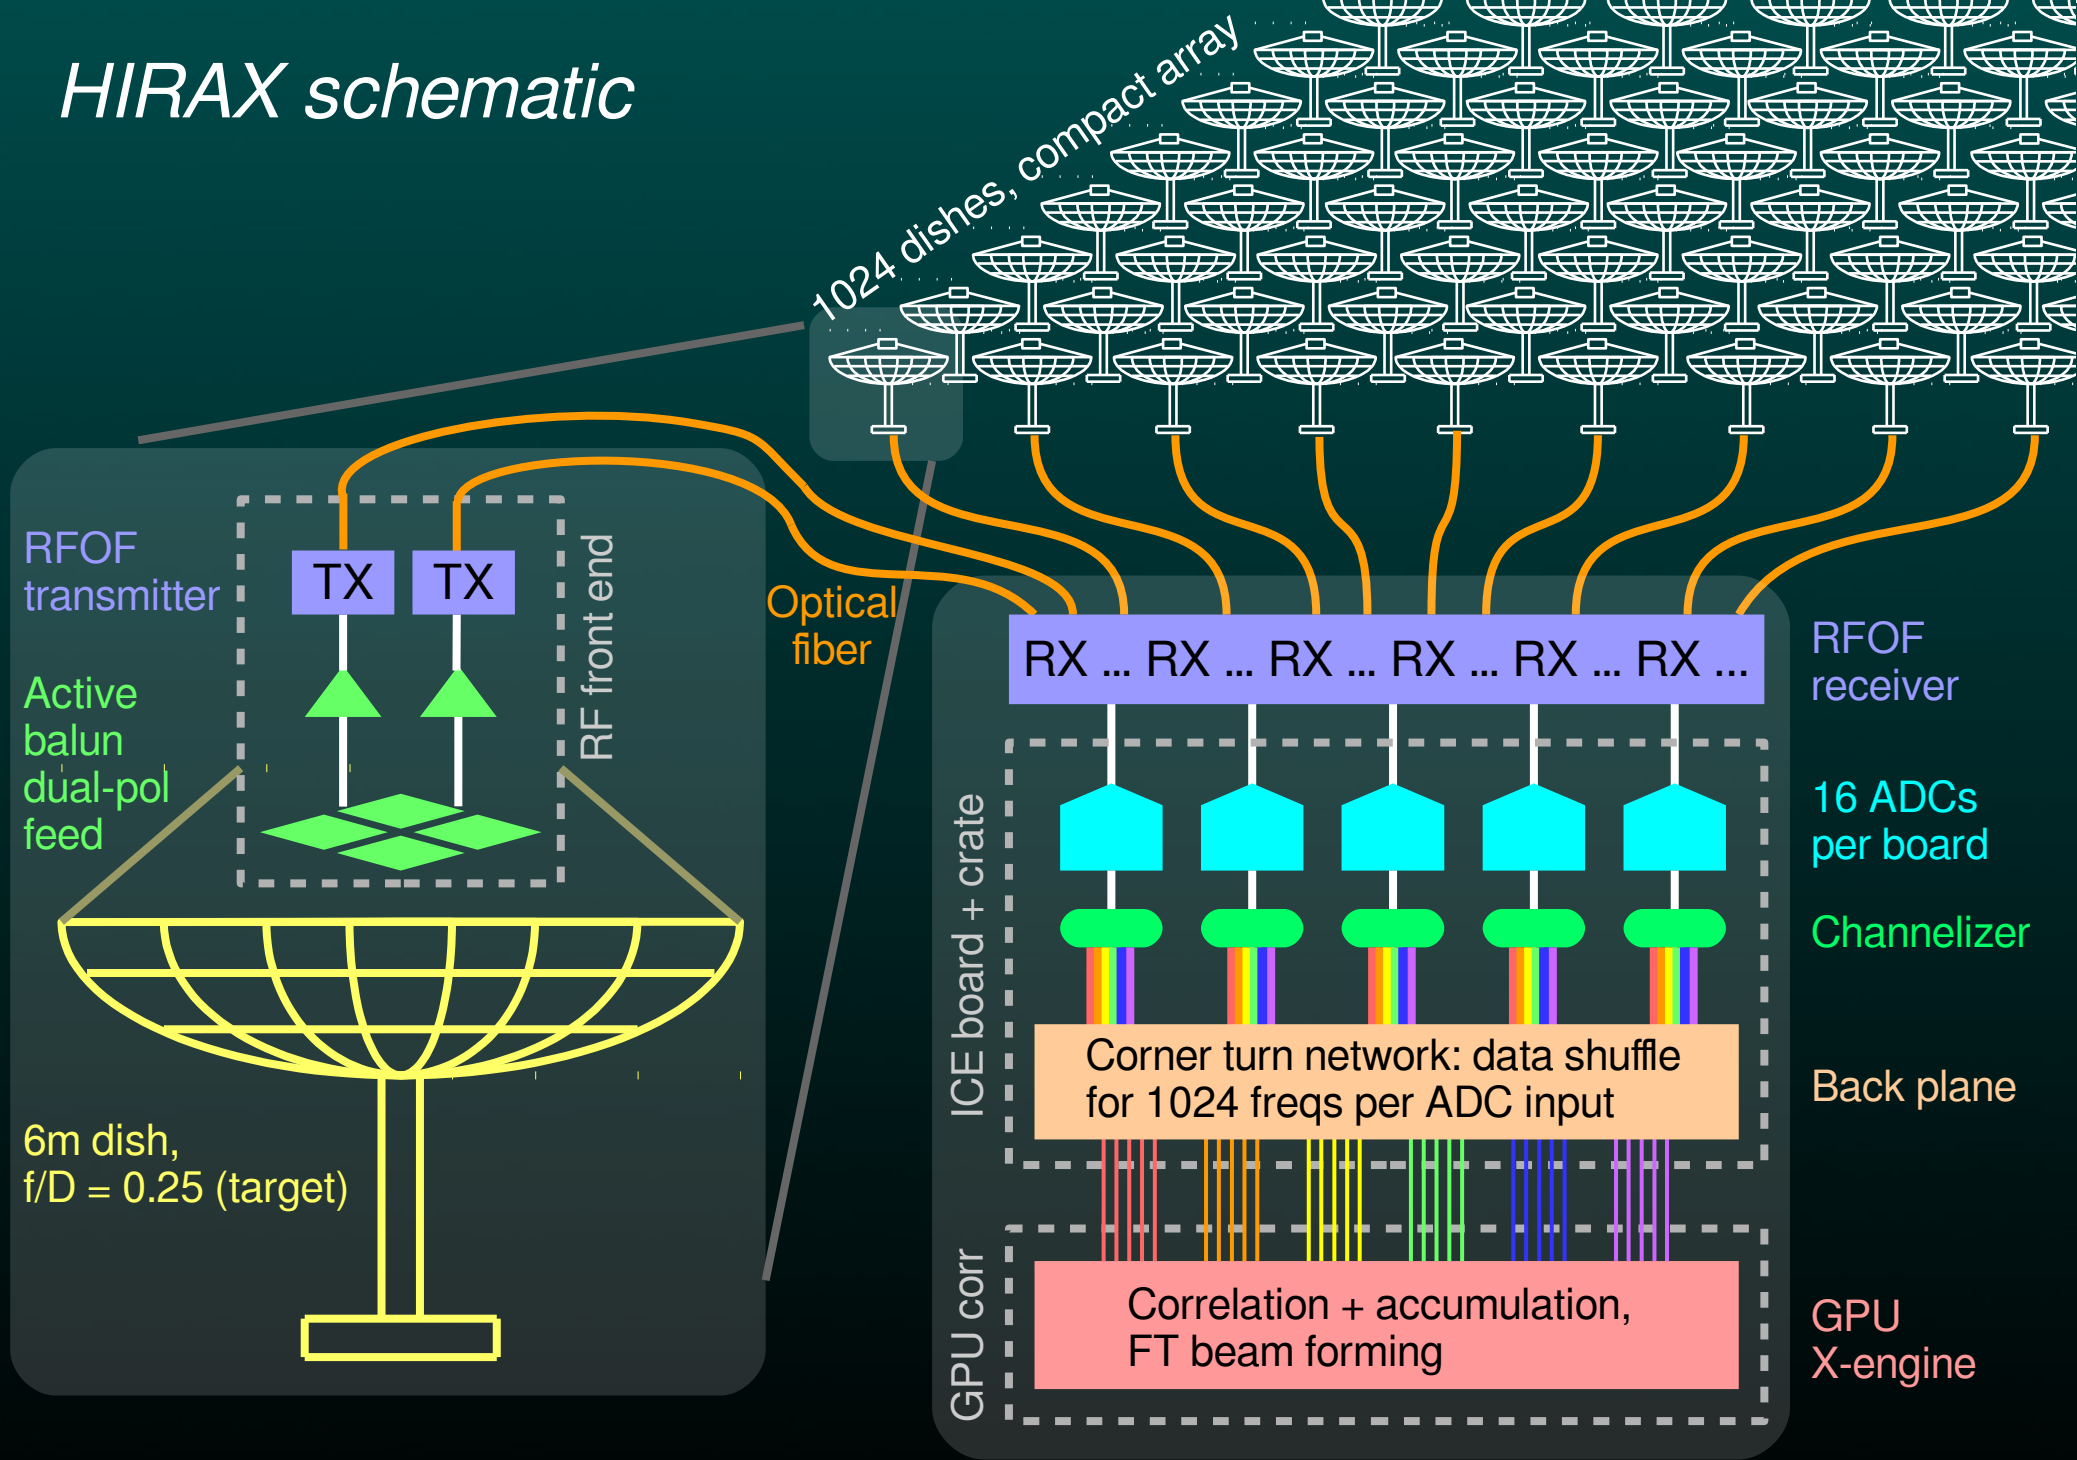 HIRAX schematic
1024 dishes, compact array
RFOF
transmitter
TX TX
RF front end
Active
balun
dual-pol
feed
6m dish,
f/D = 0.25 (target)
Optical
fiber
RX ... RX ... RX ... RX ... RX ... RX ...
RFOF
receiver
ICE board + crate
16 ADCs
per board
Channelizer
Corner turn network: data shuffle
for 1024 freqs per ADC input
Back plane
GPU corr
Correlation + accumulation,
FT beam forming
GPU
X-engine